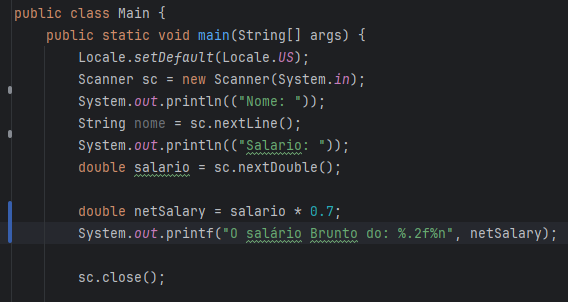 public class Main {
public static void main(String[] args) {
Locale.setDefault(Locale.US);
Scanner sc = new Scanner(System.in);
System.out.println(("Nome: "));
String nome = sc.nextLine();
System.out.println(("Salario: "));
double salario = sc.nextDouble();
double netSalary = salario * 0.7;
System.out.printf("O salário Brunto do: %.2f%n", netSalary);
sc.close();